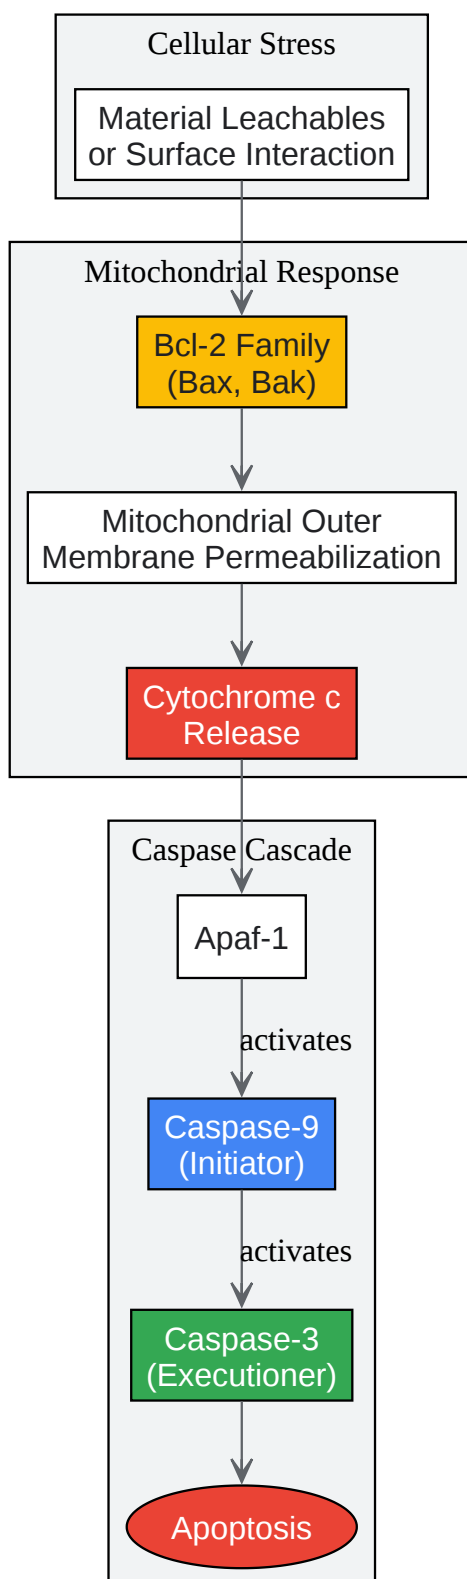 Cellular Stress
Material Leachables
or Surface Interaction
Mitochondrial Response
Bcl-2 Family
(Bax, Bak)
Mitochondrial Outer
Membrane Permeabilization
Cytochrome c
Release
Caspase Cascade
Apaf-1
activates
Caspase-9
(Initiator)
activates
Caspase-3
(Executioner)
Apoptosis